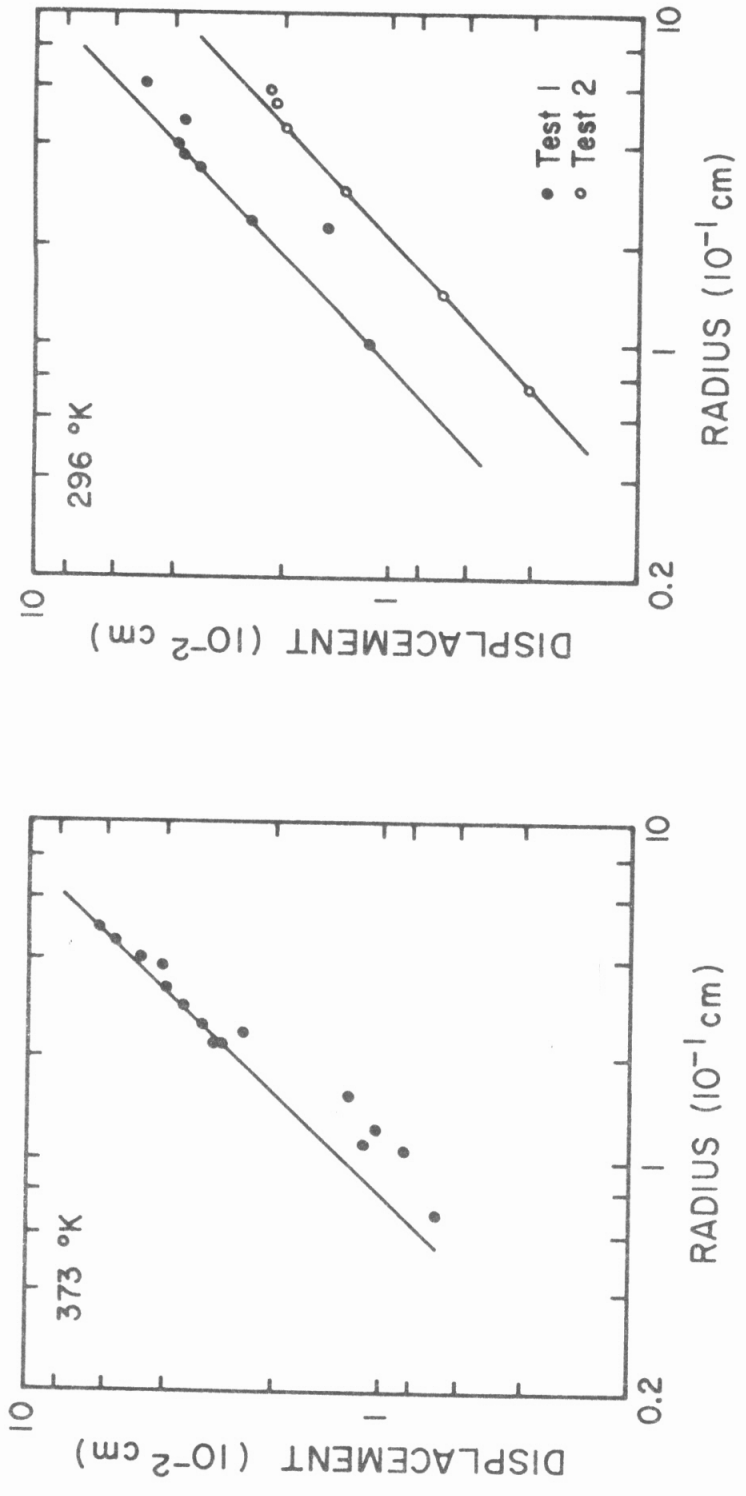 373 °K
10
1
DISPLACEMENT (10⁻² cm)
0.2
1
10
RADIUS (10⁻¹ cm)
296 °K
10
1
DISPLACEMENT (10⁻² cm)
Test 1
Test 2
0.2
1
10
RADIUS (10⁻¹ cm)